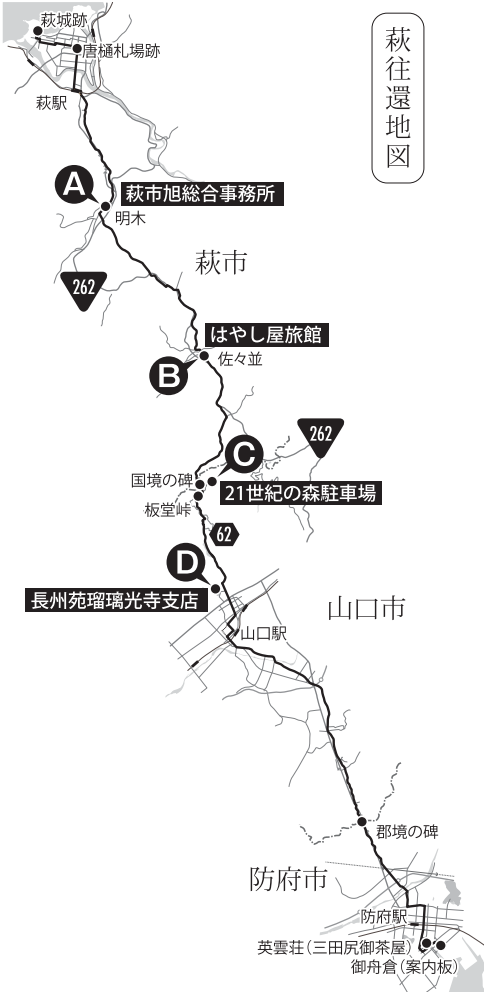 萩往還地図
萩城跡
唐樋札場跡
萩駅
A
萩市旭総合事務所
明木
萩市
262
はやし屋旅館
B
佐々並
262
C
国境の碑
21世紀の森駐車場
板堂峠
62
D
長州苑瑠璃光寺支店
山口市
山口駅
郡境の碑
防府市
防府駅
英雲荘(三田尻御茶屋)
御舟倉(案内板)